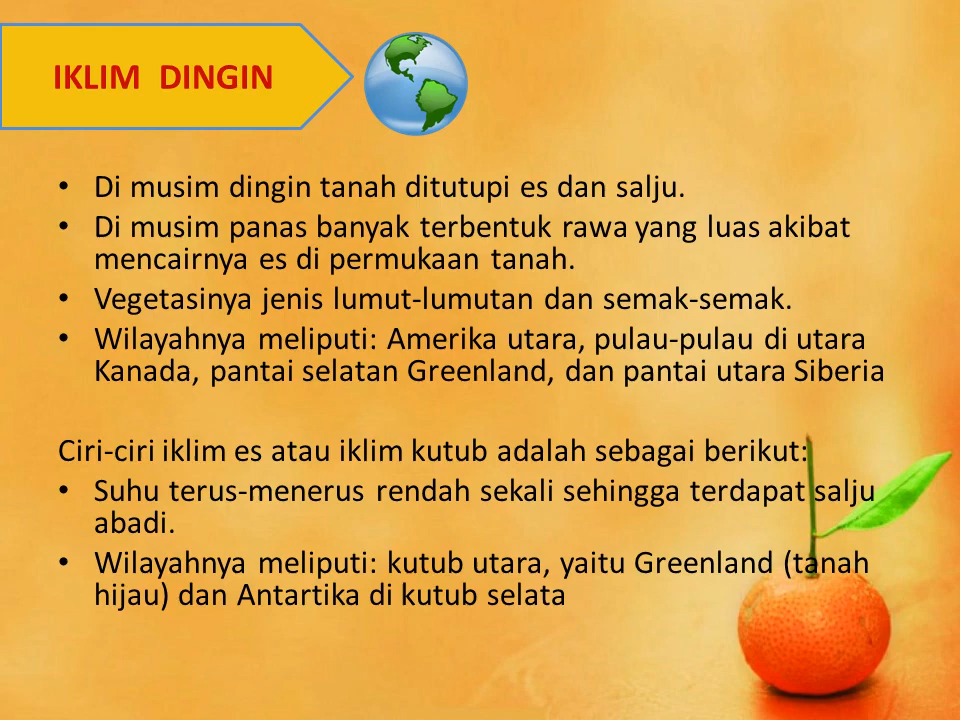 IKLIM DINGIN
• Di musim dingin tanah ditutupi es dan salju.
• Di musim panas banyak terbentuk rawa yang luas akibat
mencairnya es di permukaan tanah.
• Vegetasinya jenis lumut-lumutan dan semak-semak.
• Wilayahnya meliputi: Amerika utara, pulau-pulau di utara
Kanada, pantai selatan Greenland, dan pantai utara Siberia
Ciri-ciri iklim es atau iklim kutub adalah sebagai berikut:
• Suhu terus-menerus rendah sekali sehingga terdapat salju
abadi.
• Wilayahnya meliputi: kutub utara, yaitu Greenland (tanah
hijau) dan Antartika di kutub selata